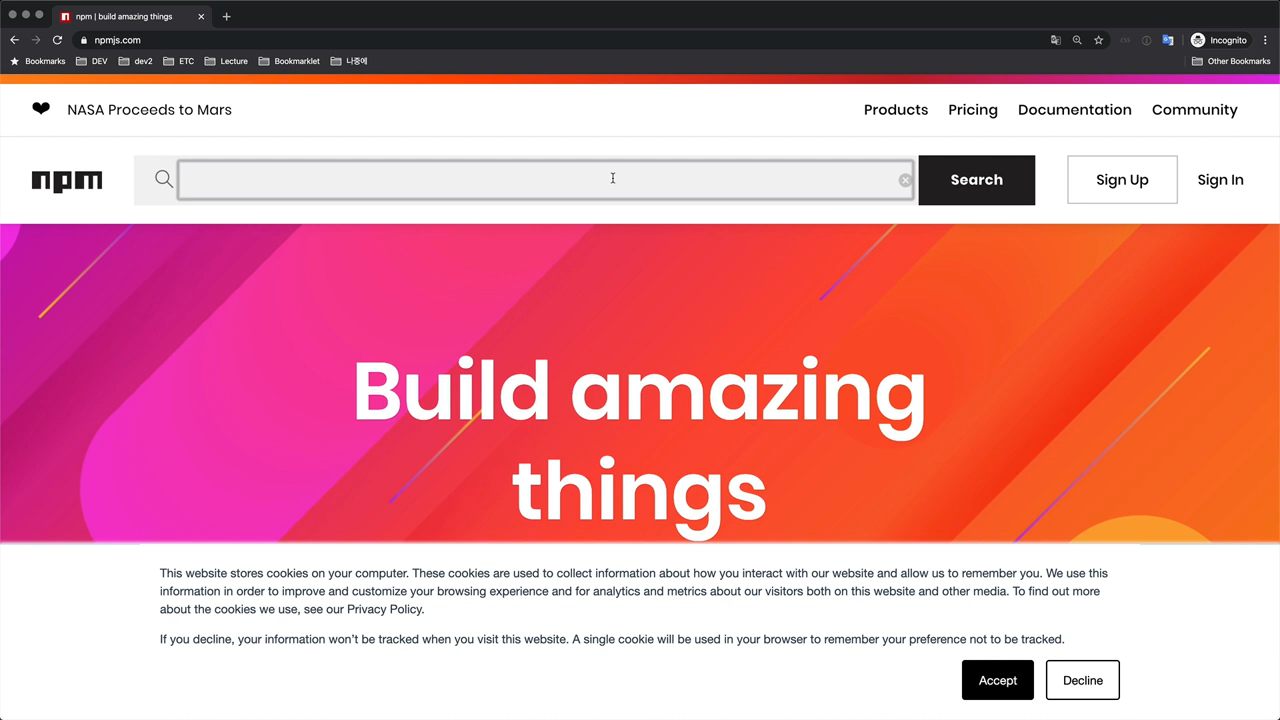 npm | build amazing things
npmjs.com
Incognito
Bookmarks DEV dev2 ETC Lecture Bookmarklet 나중에 Other Bookmarks
NASA Proceeds to Mars Products Pricing Documentation Community
npm Search Sign Up Sign In
Build amazing
things
This website stores cookies on your computer. These cookies are used to collect information about how you interact with our website and allow us to remember you. We use this
information in order to improve and customize your browsing experience and for analytics and metrics about our visitors both on this website and other media. To find out more
about the cookies we use, see our Privacy Policy.
If you decline, your information won't be tracked when you visit this website. A single cookie will be used in your browser to remember your preference not to be tracked.
Accept Decline